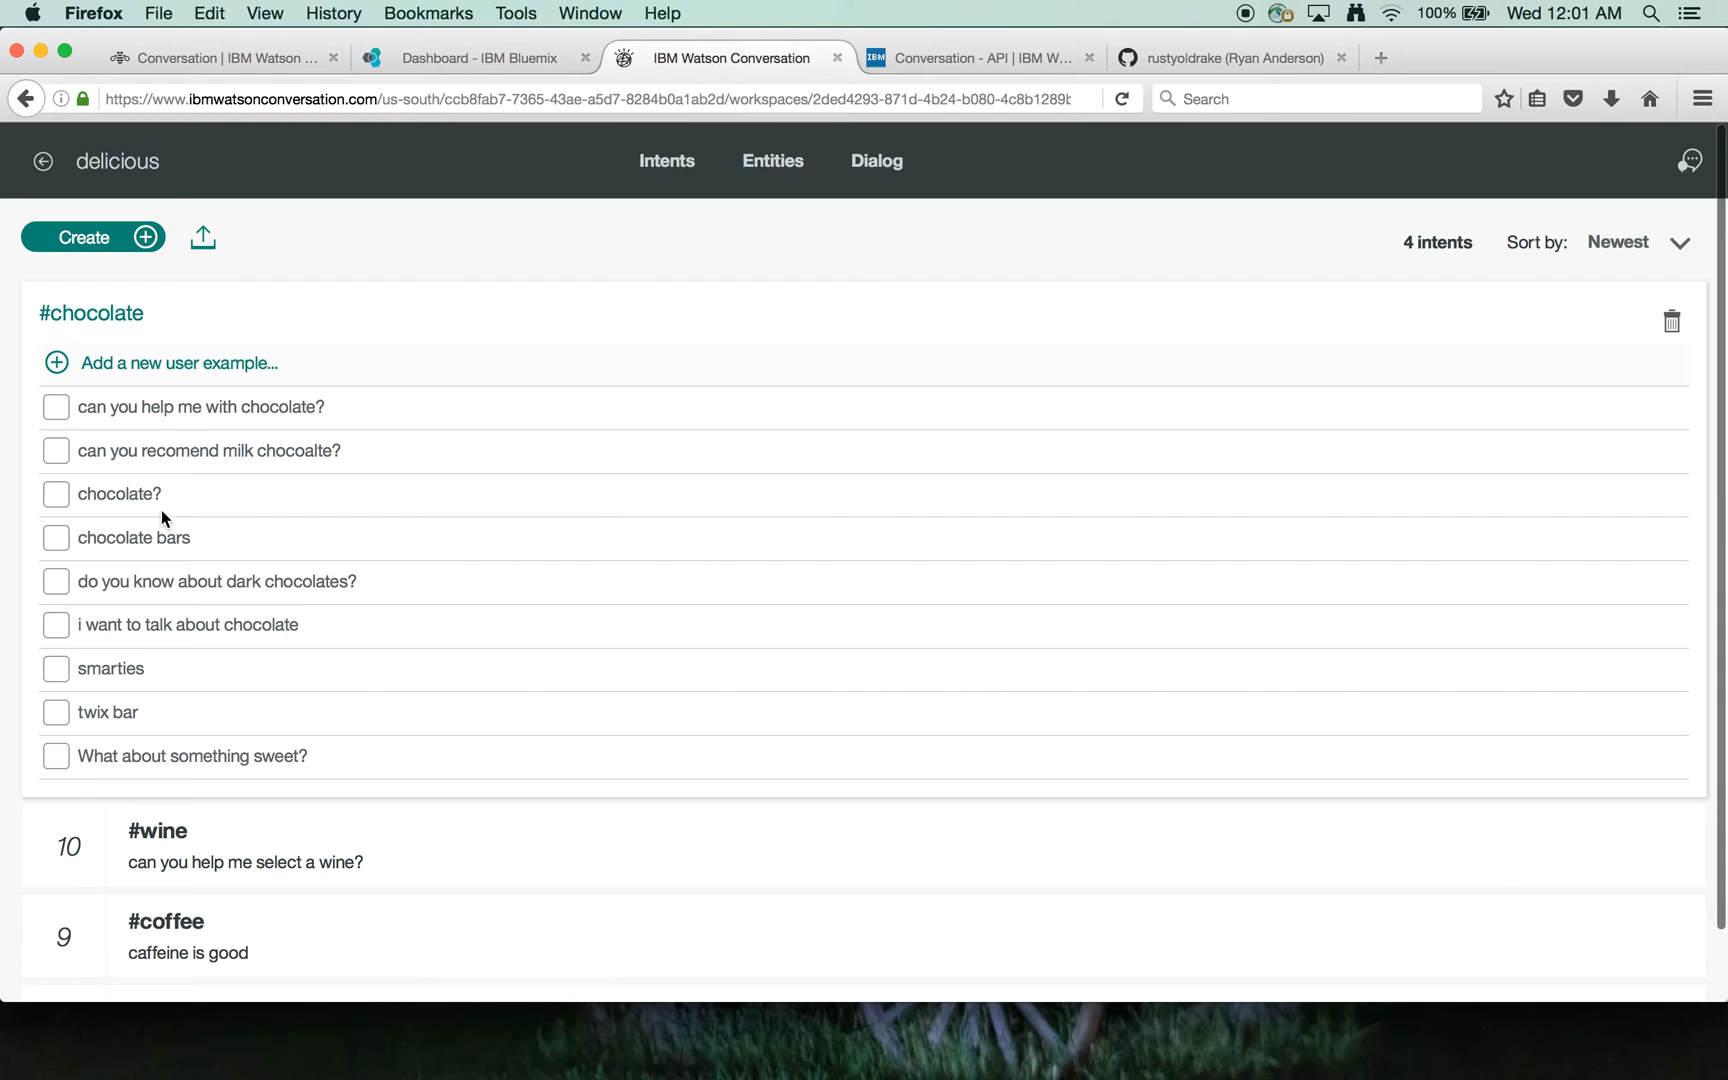 Firefox File Edit View History Bookmarks Tools Window Help 100% Wed 12:01 AM
Conversation | IBM Watson ... Dashboard - IBM Bluemix IBM Watson Conversation IBM Conversation - API | IBM W... rustyoldrake (Ryan Anderson)
https://www.ibmwatsonconversation.com/us-south/ccb8fab7-7365-43ae-a5d7-8284b0a1ab2d/workspaces/2ded4293-871d-4b24-b080-4c8b1289b Search
delicious Intents Entities Dialog
Create 4 intents Sort by: Newest
#chocolate
Add a new user example...
can you help me with chocolate?
can you recomend milk chocoalte?
chocolate?
chocolate bars
do you know about dark chocolates?
i want to talk about chocolate
smarties
twix bar
What about something sweet?
10 #wine
can you help me select a wine?
9 #coffee
caffeine is good